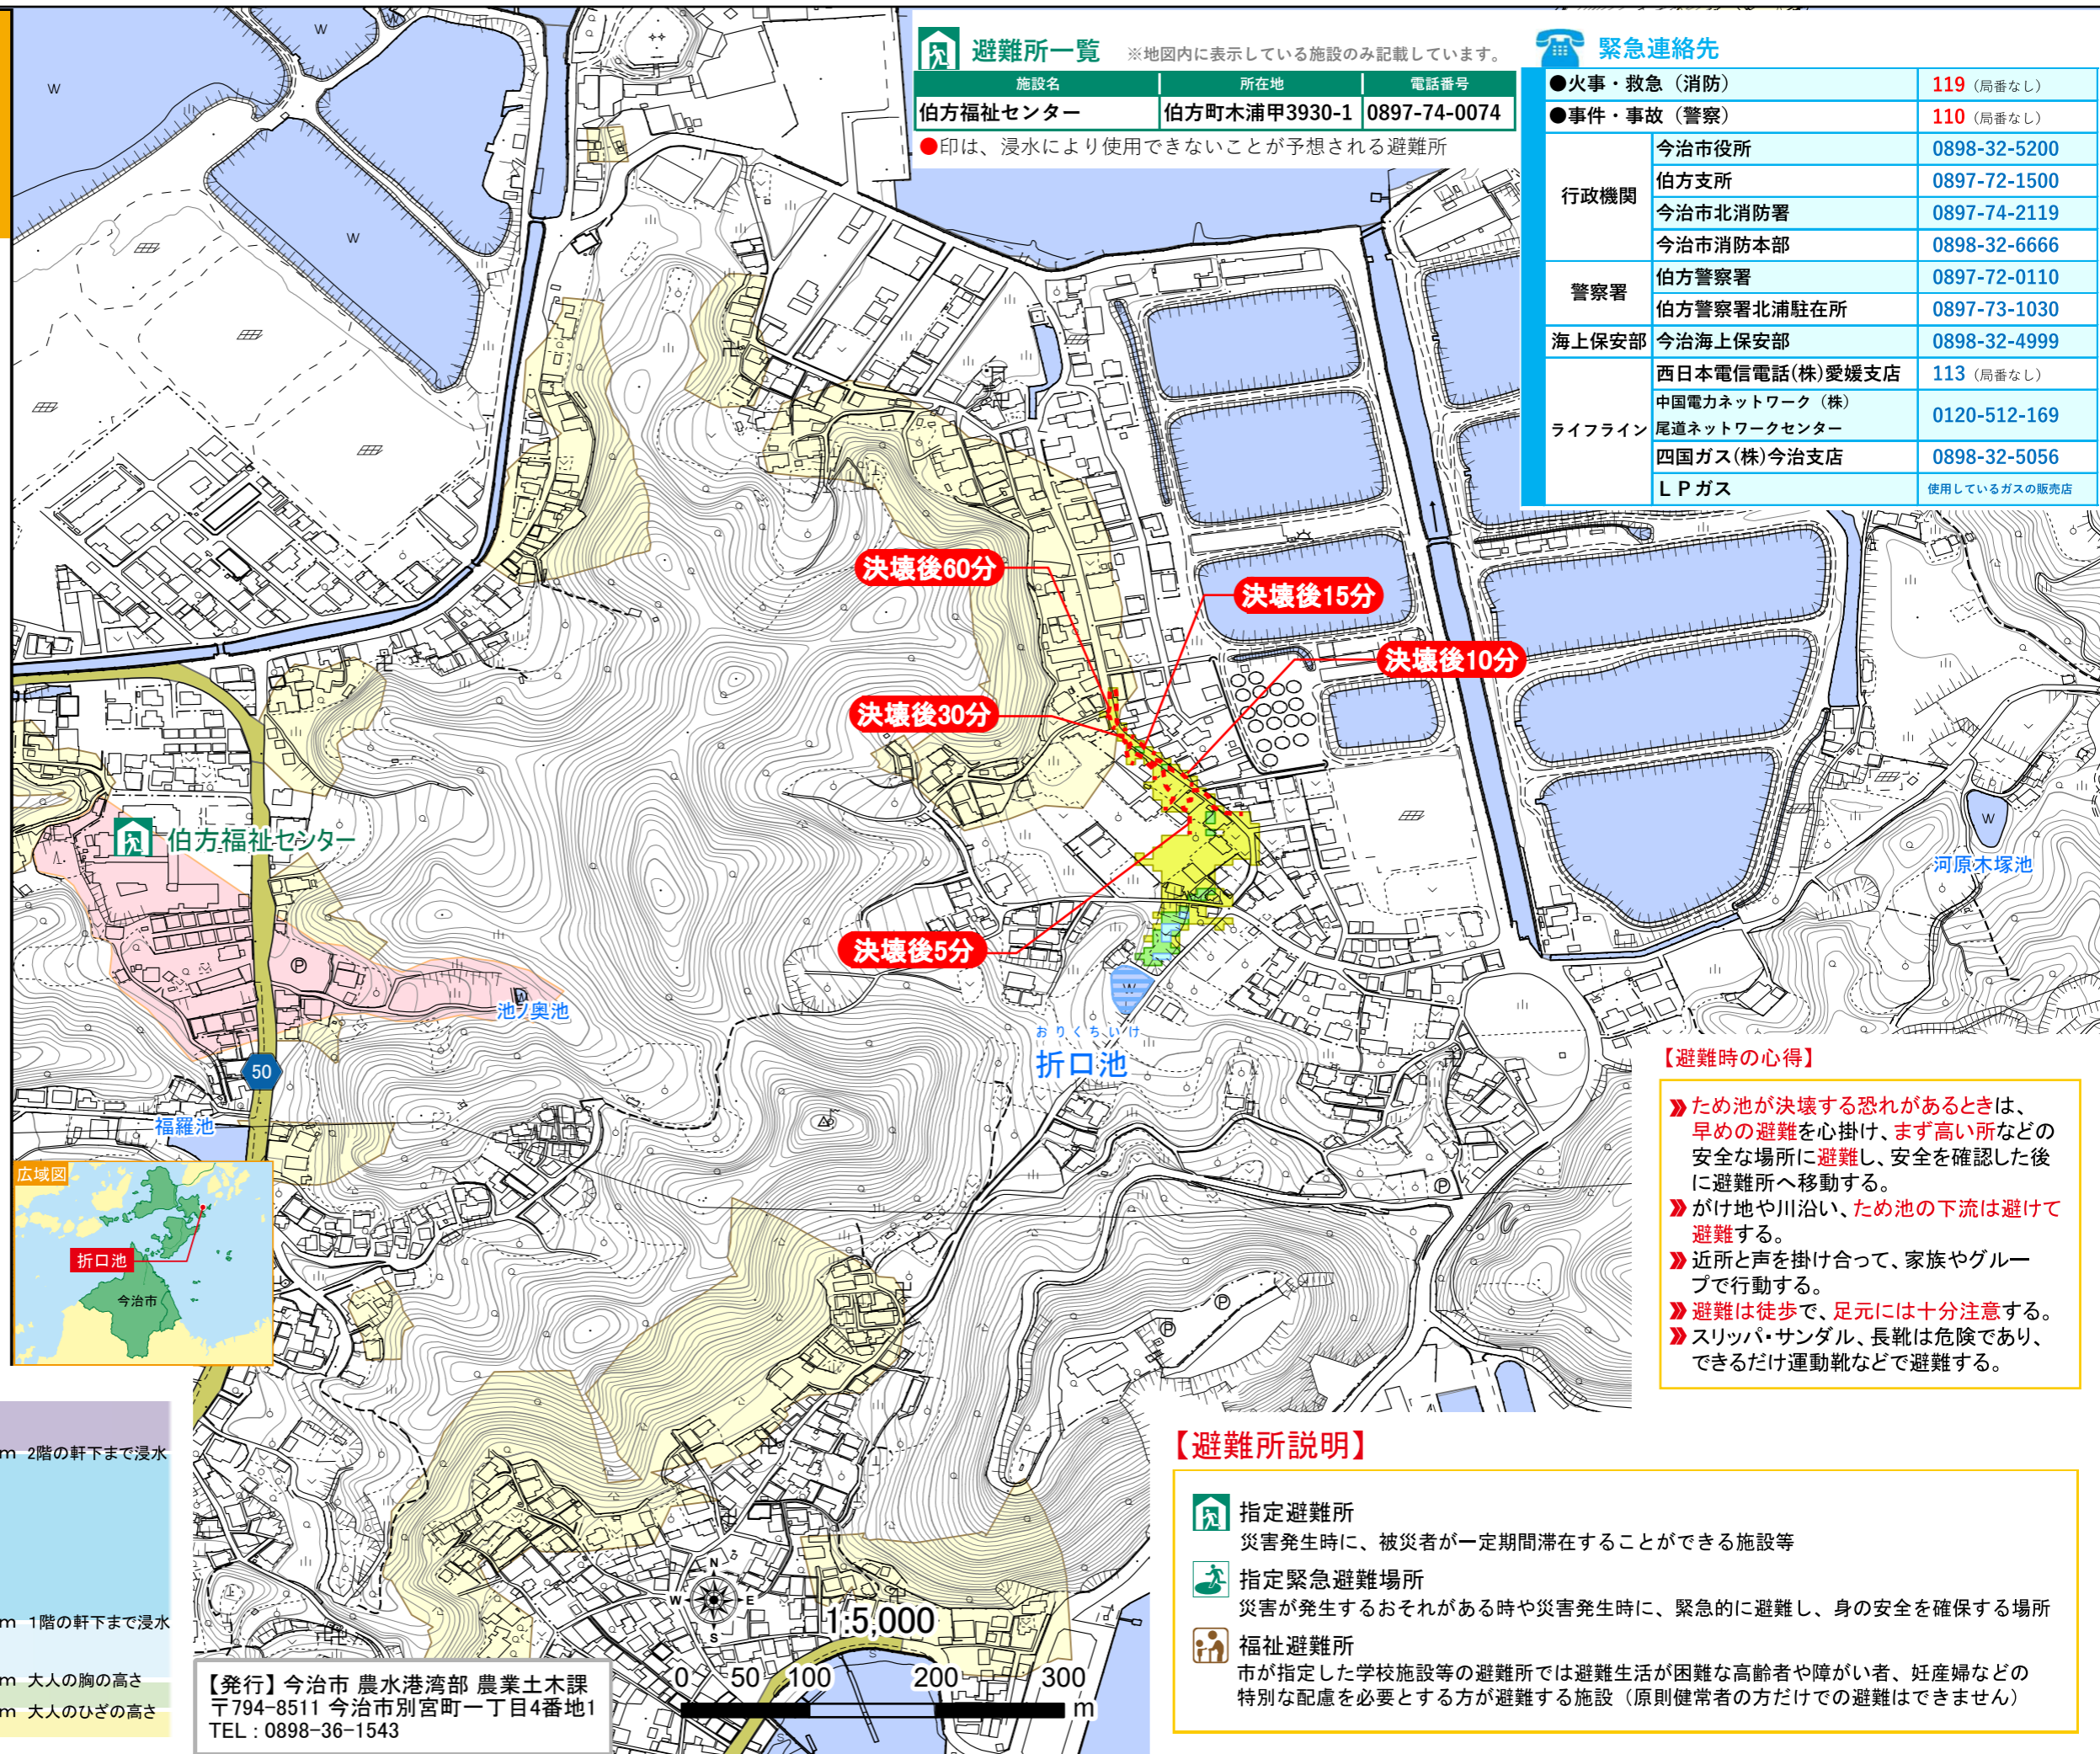 避難所一覧 ※地図内に表示している施設のみ記載しています。
施設名 所在地 電話番号
伯方福祉センター 伯方町木浦甲3930-1 0897-74-0074
●印は、浸水により使用できないことが予想される避難所
緊急連絡先
●火事・救急（消防） 119（局番なし）
●事件・事故（警察） 110（局番なし）
行政機関
今治市役所 0898-32-5200
伯方支所 0897-72-1500
今治市北消防署 0897-74-2119
今治市消防本部 0898-32-6666
警察署
伯方警察署 0897-72-0110
伯方警察署北浦駐在所 0897-73-1030
海上保安部 今治海上保安部 0898-32-4999
ライフライン
西日本電信電話(株)愛媛支店 113（局番なし）
中国電力ネットワーク（株）
尾道ネットワークセンター 0120-512-169
四国ガス(株)今治支店 0898-32-5056
ＬＰガス 使用しているガスの販売店
決壊後60分
決壊後15分
決壊後10分
決壊後30分
決壊後5分
伯方福祉センター
河原木塚池
池ノ奥池
おりくちいけ
折口池
50
福羅池
広域図
折口池
今治市
【避難時の心得】
ため池が決壊する恐れがあるときは、
早めの避難を心掛け、まず高い所などの
安全な場所に避難し、安全を確認した後
に避難所へ移動する。
がけ地や川沿い、ため池の下流は避けて
避難する。
近所と声を掛け合って、家族やグルー
プで行動する。
避難は徒歩で、足元には十分注意する。
スリッパ・サンダル、長靴は危険であり、
できるだけ運動靴などで避難する。
m 2階の軒下まで浸水
m 1階の軒下まで浸水
m 大人の胸の高さ
m 大人のひざの高さ
【発行】今治市 農水港湾部 農業土木課
〒794-8511 今治市別宮町一丁目4番地1
TEL：0898-36-1543
N
W E
S
1:5,000
0 50 100 200 300
m
【避難所説明】
指定避難所
災害発生時に、被災者が一定期間滞在することができる施設等
指定緊急避難場所
災害が発生するおそれがある時や災害発生時に、緊急的に避難し、身の安全を確保する場所
福祉避難所
市が指定した学校施設等の避難所では避難生活が困難な高齢者や障がい者、妊産婦などの
特別な配慮を必要とする方が避難する施設（原則健常者の方だけでの避難はできません）